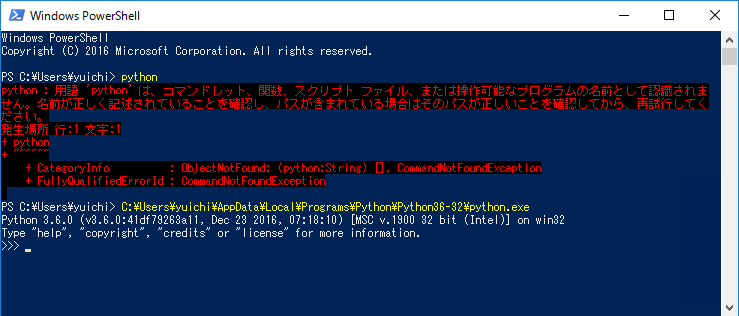 Windows PowerShell
Windows PowerShell
Copyright (C) 2016 Microsoft Corporation. All rights reserved.
PS C:¥Users¥yuichi> python
python : 用語 'python' は、コマンドレット、関数、スクリプト ファイル、または操作可能なプログラムの名前として認識されま
せん。名前が正しく記述されていることを確認し、パスが含まれている場合はそのパスが正しいことを確認してから、再試行してく
ださい。
発生場所 行:1 文字:1
+ python
+ ~~~~~~
+ CategoryInfo : ObjectNotFound: (python:String) [], CommandNotFoundException
+ FullyQualifiedErrorId : CommandNotFoundException
PS C:¥Users¥yuichi> C:¥Users¥yuichi¥AppData¥Local¥Programs¥Python¥Python36-32¥python.exe
Python 3.6.0 (v3.6.0:41df79263a11, Dec 23 2016, 07:18:10) [MSC v.1900 32 bit (Intel)] on win32
Type "help", "copyright", "credits" or "license" for more information.
>>> _